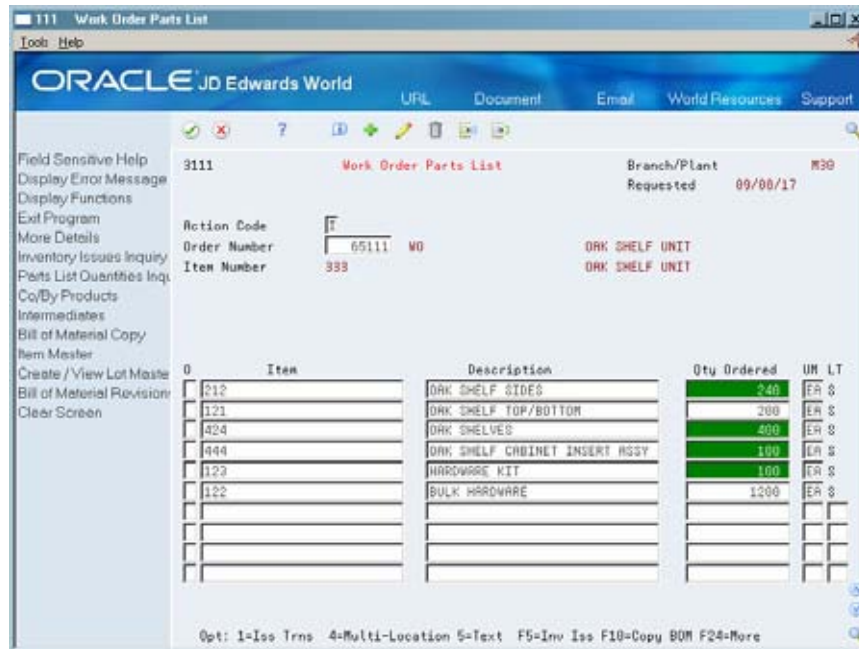 111 Work Order Parts List
Tools Help
ORACLE JD Edwards World
URL Document Email World Resources Support
Field Sensitive Help
Display Error Message
Display Functions
Exit Program
More Details
Inventory Issues Inquiry
Parts List Quantities Inqu
Co/By Products
Intermediates
Bill of Material Copy
Item Master
Create / View Lot Maste
Bill of Material Revision
Clear Screen
3111 Work Order Parts List Branch/Plant M30
Requested 09/08/17
Action Code I
Order Number 65111 WO OAK SHELF UNIT
Item Number 333 OAK SHELF UNIT
O Item Description Qty Ordered UM LT
212 OAK SHELF SIDES 240 EA S
121 OAK SHELF TOP/BOTTOM 200 EA S
424 OAK SHELVES 400 EA S
444 OAK SHELF CABINET INSERT ASSY 100 EA S
123 HARDWARE KIT 100 EA S
122 BULK HARDWARE 1200 EA S
Opt: 1=Iss Trns 4=Multi-Location 5=Text F5=Inv Iss F10=Copy BOM F24=More